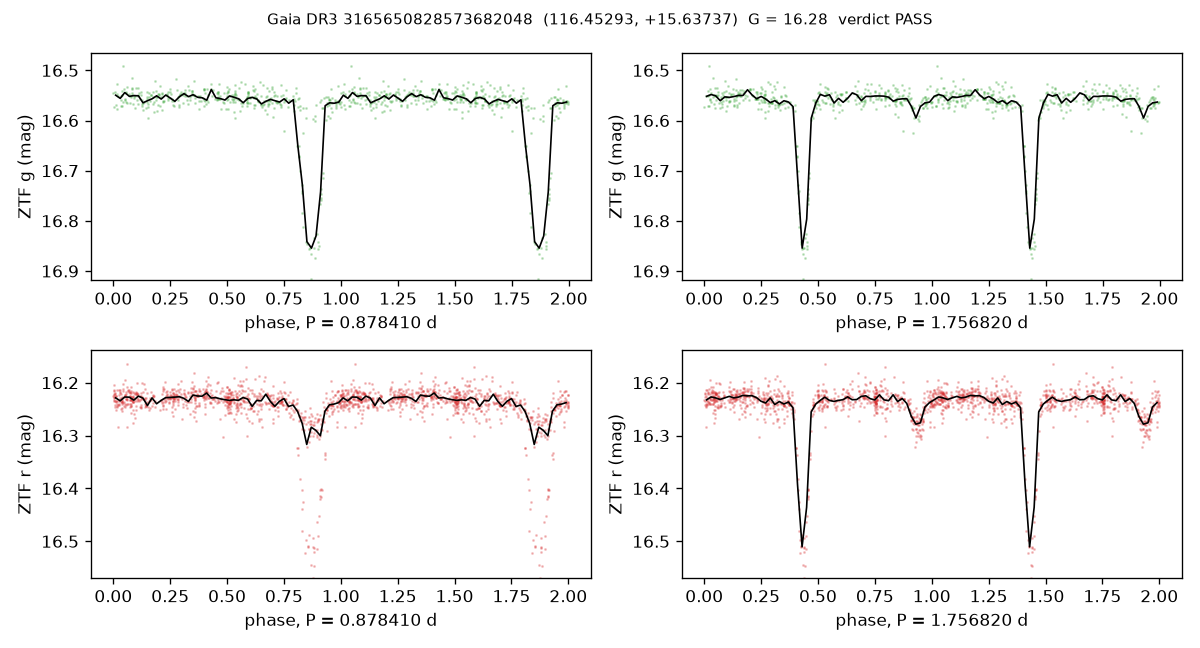 Gaia DR3 3165650828573682048 (116.45293, +15.63737) G = 16.28 verdict PASS
ZTF g (mag)
16.5
16.6
16.7
16.8
16.9
0.00 0.25 0.50 0.75 1.00 1.25 1.50 1.75 2.00
phase, P = 0.878410 d
ZTF g (mag)
16.5
16.6
16.7
16.8
16.9
0.00 0.25 0.50 0.75 1.00 1.25 1.50 1.75 2.00
phase, P = 1.756820 d
ZTF r (mag)
16.2
16.3
16.4
16.5
0.00 0.25 0.50 0.75 1.00 1.25 1.50 1.75 2.00
phase, P = 0.878410 d
ZTF r (mag)
16.2
16.3
16.4
16.5
0.00 0.25 0.50 0.75 1.00 1.25 1.50 1.75 2.00
phase, P = 1.756820 d